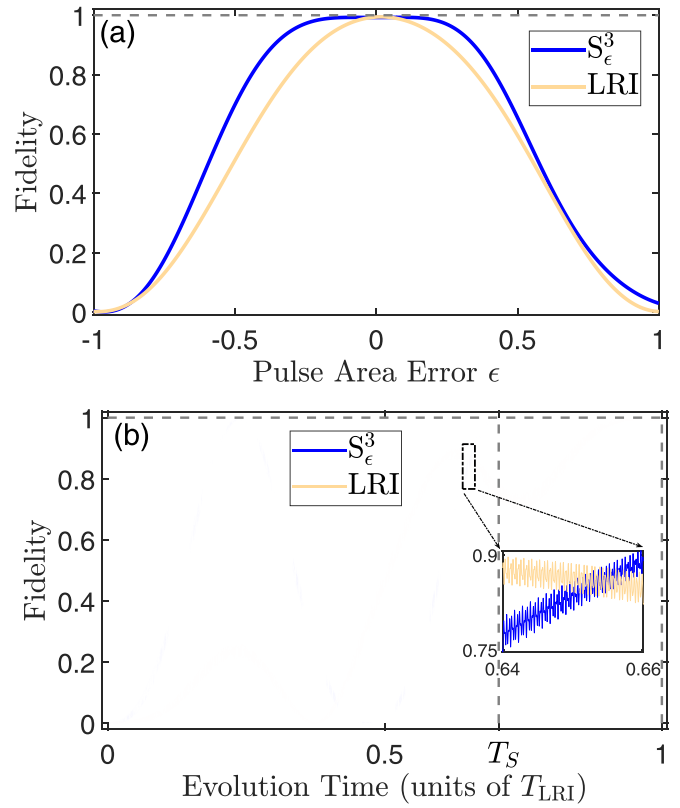 (a)
1
0.8
0.6
0.4
0.2
0
Fidelity
S³_ϵ
LRI
-1 -0.5 0 0.5 1
Pulse Area Error ϵ
(b)
1
0.8
0.6
0.4
0.2
0
Fidelity
S³_ϵ
LRI
0.9
0.75
0.64 0.66
0 0.5 T_S 1
Evolution Time (units of T_LRI)